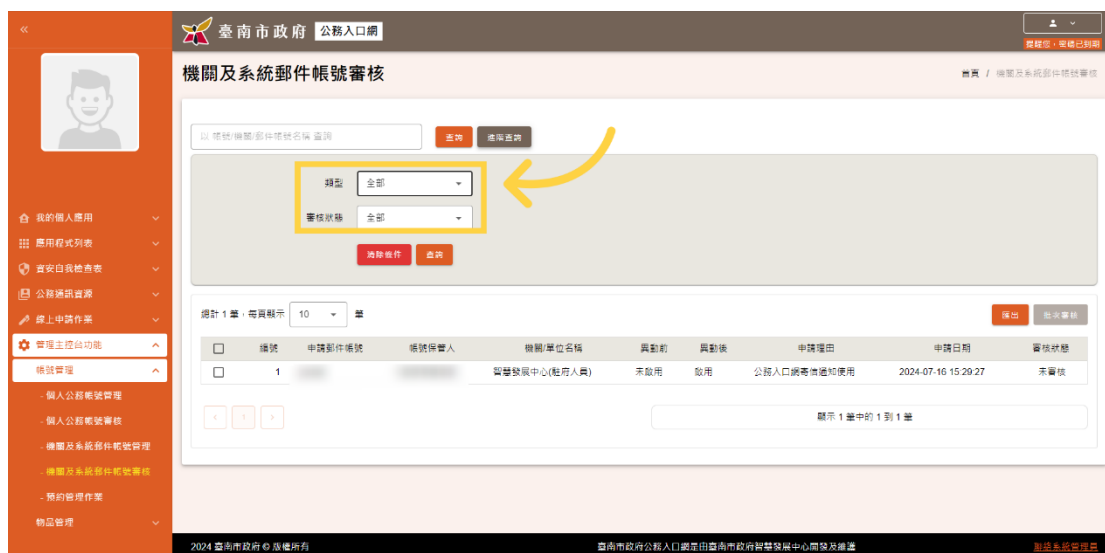 臺南市政府 公務入口網
提醒您，密碼已到期
機關及系統郵件帳號審核
首頁 / 機關及系統郵件帳號審核
以 帳號/機關/郵件帳號名稱 查詢
查詢
進階查詢
類型 全部
審核狀態 全部
清除條件
查詢
我的個人應用
應用程式列表
資安自我檢查表
公務通訊資源
線上申請作業
管理主控台功能
帳號管理
- 個人公務帳號管理
- 個人公務帳號審核
- 機關及系統郵件帳號管理
- 機關及系統郵件帳號審核
- 預約管理作業
物品管理
總計 1 筆，每頁顯示 10 筆
匯出
批次審核
編號 申請郵件帳號 帳號保管人 機關/單位名稱 異動前 異動後 申請理由 申請日期 審核狀態
1 智慧發展中心(駐府人員) 未啟用 啟用 公務入口網寄信通知使用 2024-07-16 15:29:27 未審核
< 1 >
顯示 1 筆中的 1 到 1 筆
2024 臺南市政府 © 版權所有
臺南市政府公務入口網是由臺南市政府智慧發展中心開發及維護
聯絡系統管理員